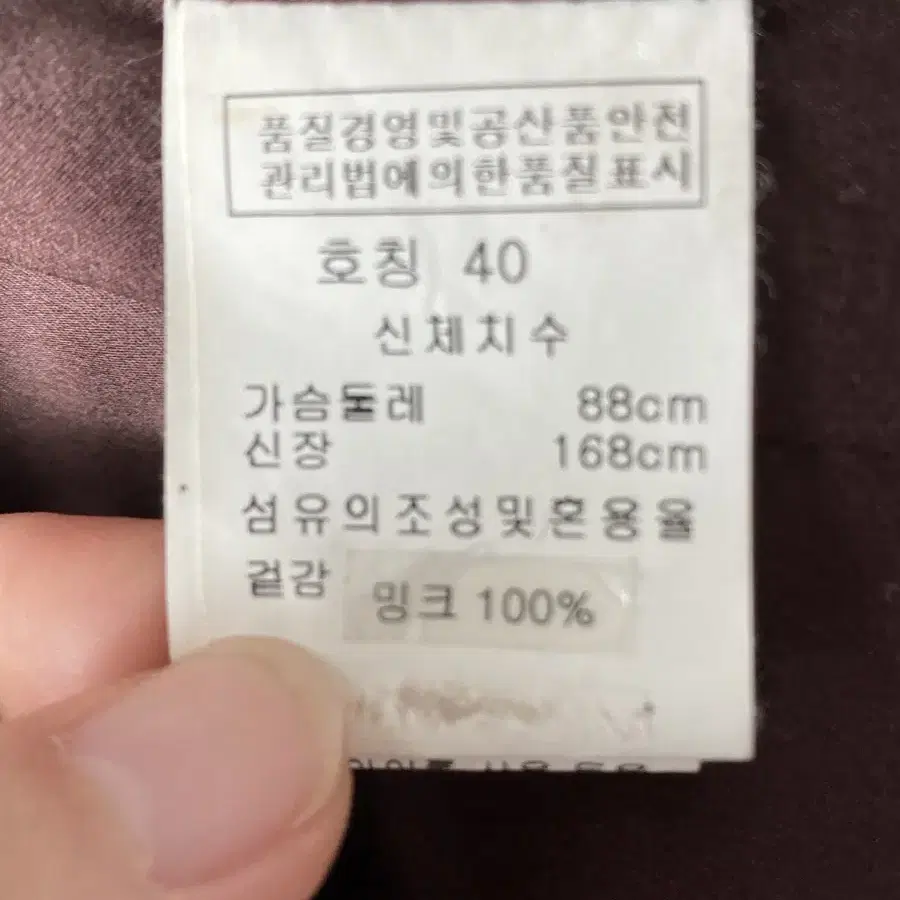 품질경영및공산품안전
관리법에의한품질표시
호칭 40
신체치수
가슴둘레 88cm
신장 168cm
섬유의조성및혼용율
겉감 밍크 100%